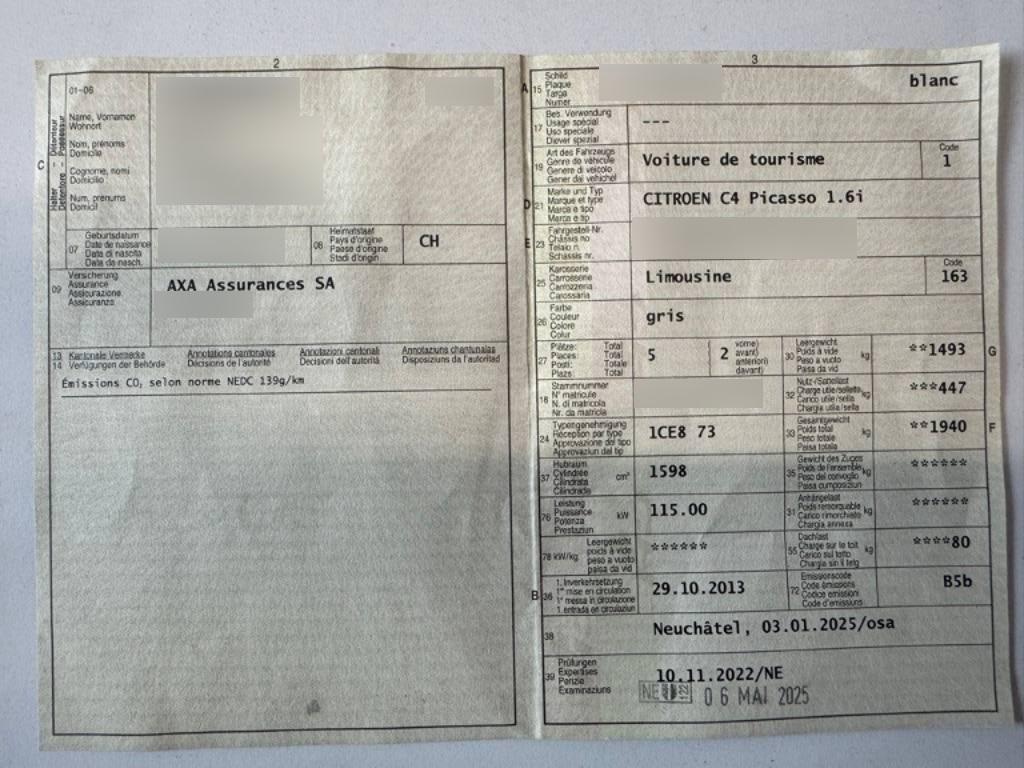 2
01-06
Name, Vornamen
Wohnort
Nom, prénoms
Domicile
Cognome, nomi
Domicilio
Num, prenums
Domicil
C
Halter – Détenteur
Detentore – Possessur
07
Geburtsdatum
Date de naissance
Data di nascita
Data da nasch.
08
Heimatstaat
Pays d'origine
Paese d'origine
Stadi d'origin
CH
09
Versicherung
Assurance
Assicurazione
Assicuranza
AXA Assurances SA
13
14
Kantonale Vermerke
Verfügungen der Behörde
Annotations cantonales
Décisions de l'autorité
Annotazioni cantonali
Decisioni dell'autorità
Annotaziuns chantunalas
Disposiziuns da l'autoritad
Émissions CO₂ selon norme NEDC 139g/km
3
A
15
Schild
Plaque
Targa
Numer
blanc
17
Bes. Verwendung
Usage spécial
Uso speciale
Diever spezial
---
19
Art des Fahrzeugs
Genre de véhicule
Genere di veicolo
Gener dal vehichel
Voiture de tourisme
Code
1
D
21
Marke und Typ
Marque et type
Marca e tipo
Marca e tip
CITROEN C4 Picasso 1.6i
E
23
Fahrgestell-Nr.
Châssis no
Telaio n.
Schassis nr.
25
Karosserie
Carrosserie
Carrozzeria
Carossaria
Limousine
Code
163
26
Farbe
Couleur
Colore
Colur
gris
27
Plätze: Total
Places: Total
Posti: Totale
Plazs: Total
5
2
vorne)
avant)
anteriori)
davant)
30
Leergewicht
Poids à vide
Peso a vuoto
Paisa da vid
kg
**1493
G
18
Stammnummer
N° matricule
N. di matricola
Nr. da matricla
32
Nutz-/Sattellast
Charge utile/sellette
Carico utile/sella
Chargia utila/sella
kg
***447
24
Typengenehmigung
Réception par type
Approvazione del tipo
Approvaziun dal tip
1CE8 73
33
Gesamtgewicht
Poids total
Peso totale
Paisa totala
kg
**1940
F
37
Hubraum
Cylindrée
Cilindrata
Cilindrada
cm³
1598
35
Gewicht des Zuges
Poids de l'ensemble
Peso del convoglio
Paisa cumposiziun
kg
******
76
Leistung
Puissance
Potenza
Prestaziun
kW
115.00
31
Anhängelast
Poids remorquable
Carico rimorchiato
Chargia annexa
kg
******
78 kW/kg
Leergewicht
poids à vide
peso a vuoto
paisa da vid
******
55
Dachlast
Charge sur le toit
Carico sul tetto
Chargia sin il tetg
kg
****80
B
36
1. Inverkehrsetzung
1re mise en circulation
1a messa in circolazione
1. entrada en circulaziun
29.10.2013
72
Emissionscode
Code émissions
Codice emissioni
Code d'emissiuns
B5b
38
Neuchâtel, 03.01.2025/osa
39
Prüfungen
Expertises
Perizie
Examinaziuns
10.11.2022/NE
NE 122 06 MAI 2025